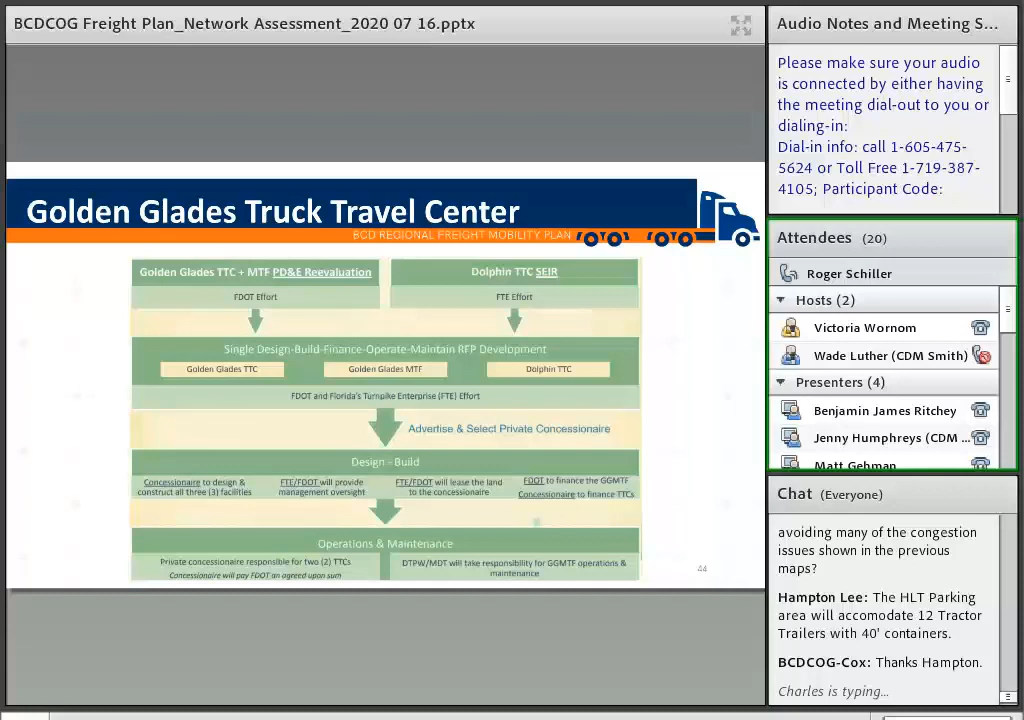 BCDCOG Freight Plan_Network Assessment_2020 07 16.pptx
Golden Glades Truck Travel Center
BCD REGIONAL FREIGHT MOBILITY PLAN
Golden Glades TTC + MTF PD&E Reevaluation
Dolphin TTC SEIR
FDOT Effort
FTE Effort
Single Design-Build-Finance-Operate-Maintain RFP Development
Golden Glades TTC
Golden Glades MTF
Dolphin TTC
FDOT and Florida's Turnpike Enterprise (FTE) Effort
Advertise & Select Private Concessionaire
Design - Build
Concessionaire to design &
construct all three (3) facilities
FTE/FDOT will provide
management oversight
FTE/FDOT will lease the land
to the concessionaire
FDOT to finance the GGMTF
Concessionaire to finance TTCs
Operations & Maintenance
Private concessionaire responsible for two (2) TTCs
Concessionaire will pay FDOT an agreed upon sum
DTPW/MDT will take responsibility for GGMTF operations &
maintenance
44
Audio Notes and Meeting S...
Please make sure your audio
is connected by either having
the meeting dial-out to you or
dialing-in:
Dial-in info: call 1-605-475-
5624 or Toll Free 1-719-387-
4105; Participant Code:
Attendees (20)
Roger Schiller
Hosts (2)
Victoria Wornom
Wade Luther (CDM Smith)
Presenters (4)
Benjamin James Ritchey
Jenny Humphreys (CDM ...
Matt Gehman
Chat (Everyone)
avoiding many of the congestion
issues shown in the previous
maps?
Hampton Lee: The HLT Parking
area will accomodate 12 Tractor
Trailers with 40' containers.
BCDCOG-Cox: Thanks Hampton.
Charles is typing...